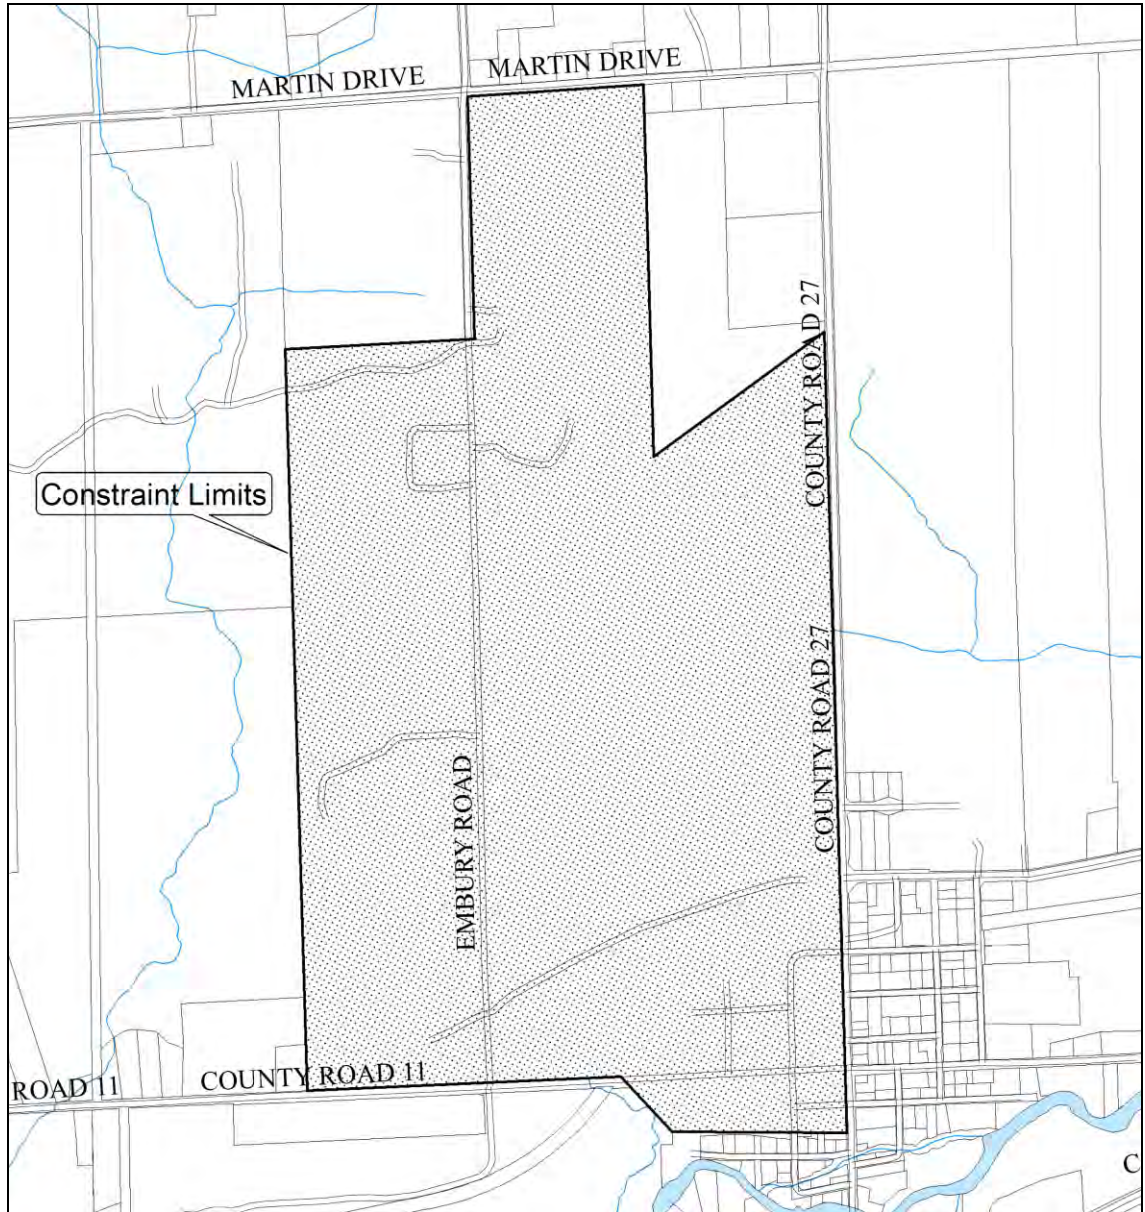 MARTIN DRIVE
MARTIN DRIVE
COUNTY ROAD 27
Constraint Limits
COUNTY ROAD 27
EMBURY ROAD
ROAD 11
COUNTY ROAD 11
C